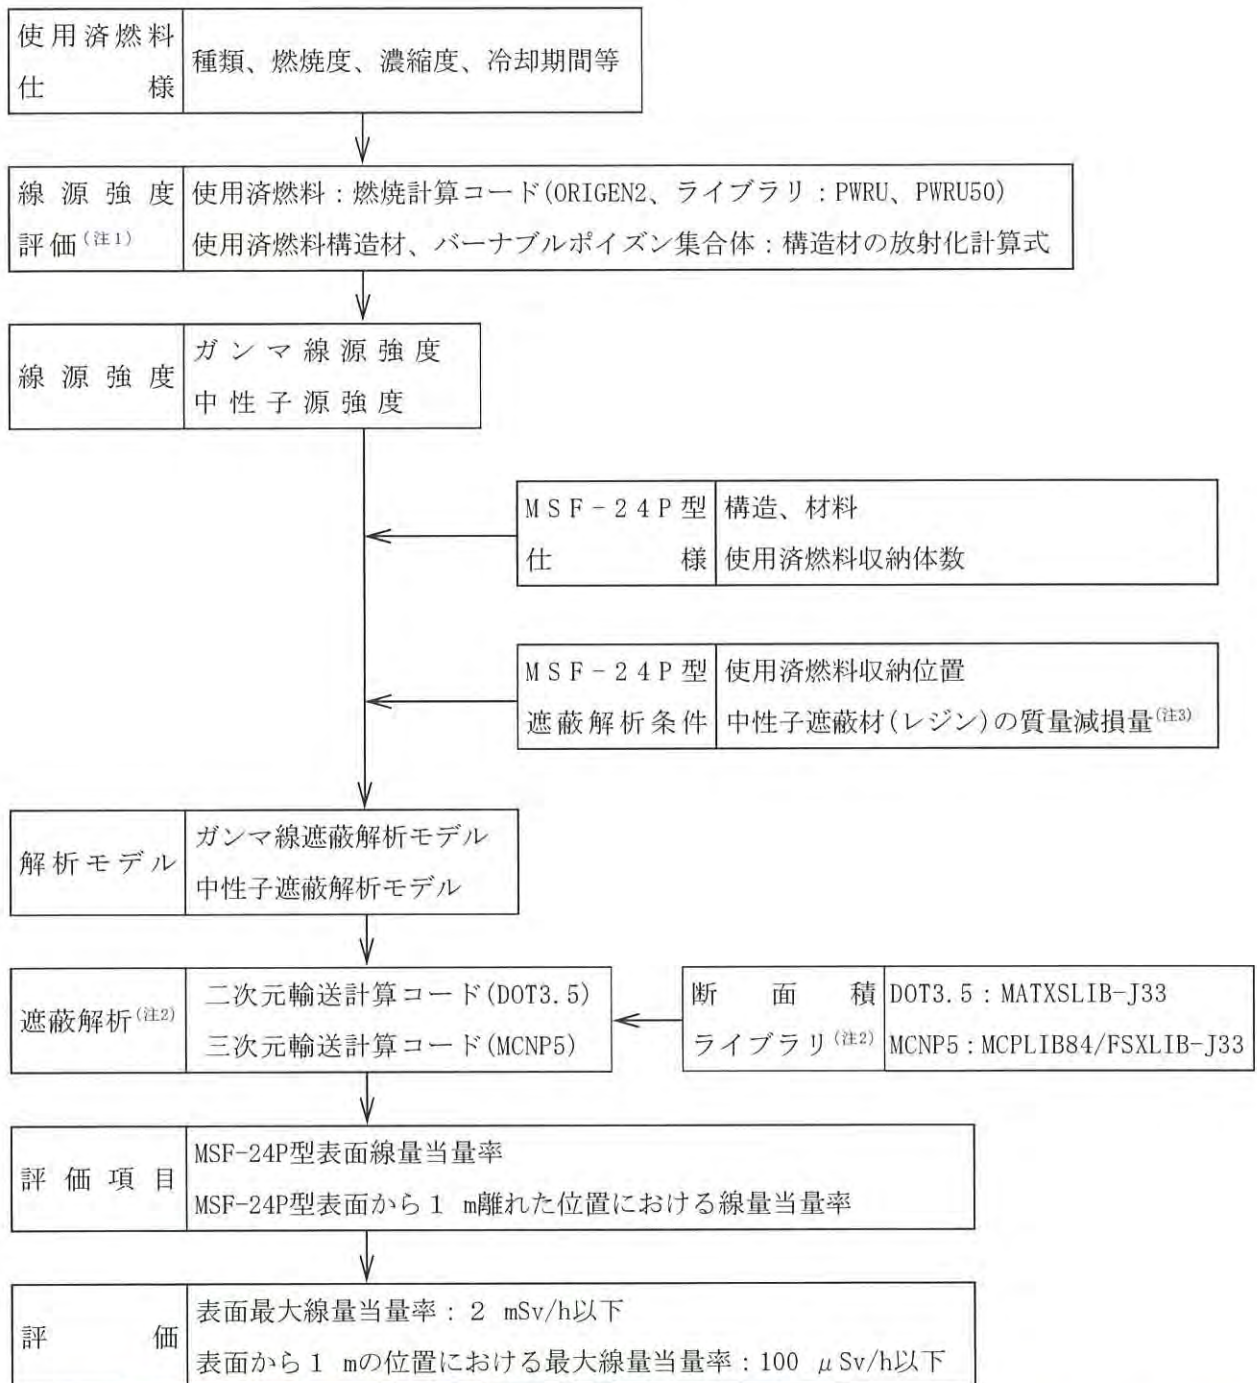 使用済燃料
仕様
種類、燃焼度、濃縮度、冷却期間等
線源強度
評価(注1)
使用済燃料：燃焼計算コード(ORIGEN2、ライブラリ：PWRU、PWRU50)
使用済燃料構造材、バーナブルポイズン集合体：構造材の放射化計算式
線源強度
ガンマ線源強度
中性子源強度
MSF-24P型
仕様
構造、材料
使用済燃料収納体数
MSF-24P型
遮蔽解析条件
使用済燃料収納位置
中性子遮蔽材(レジン)の質量減損量(注3)
解析モデル
ガンマ線遮蔽解析モデル
中性子遮蔽解析モデル
遮蔽解析(注2)
二次元輸送計算コード(DOT3.5)
三次元輸送計算コード(MCNP5)
断面積
ライブラリ(注2)
DOT3.5：MATXSLIB-J33
MCNP5：MCPLIB84/FSXLIB-J33
評価項目
MSF-24P型表面線量当量率
MSF-24P型表面から1 m離れた位置における線量当量率
評価
表面最大線量当量率：2 mSv/h以下
表面から1 mの位置における最大線量当量率：100 μSv/h以下